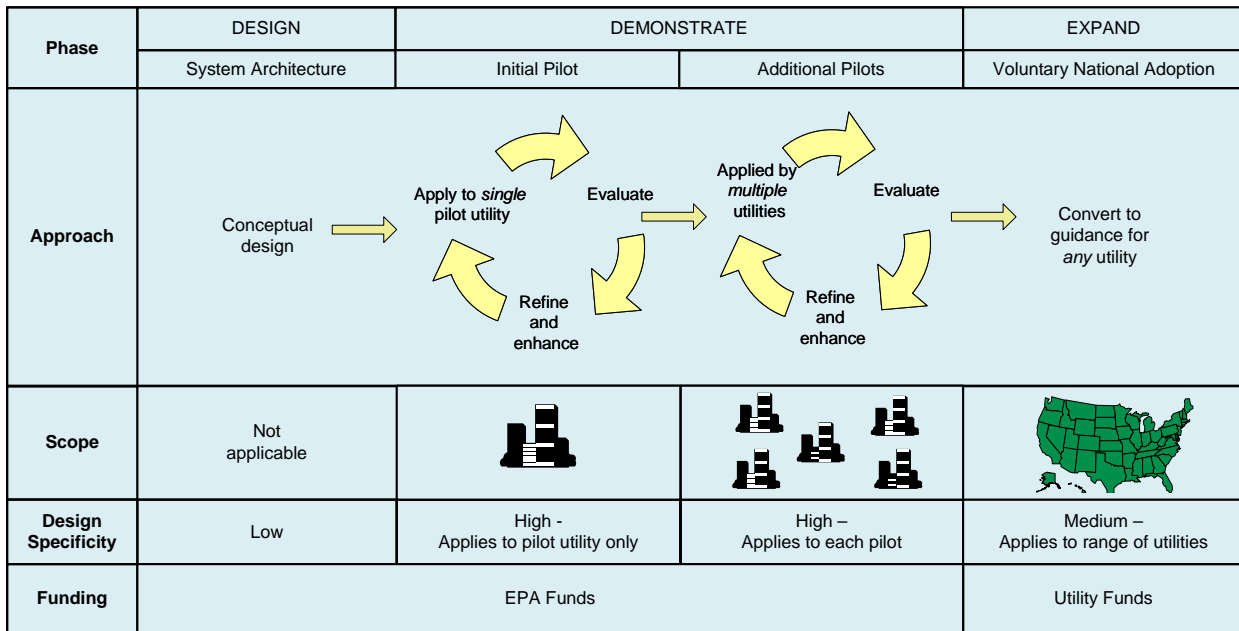 Phase
DESIGN
DEMONSTRATE
EXPAND
System Architecture
Initial Pilot
Additional Pilots
Voluntary National Adoption
Approach
Conceptual
design
Apply to single
pilot utility
Evaluate
Refine
and
enhance
Applied by
multiple
utilities
Evaluate
Refine
and
enhance
Convert to
guidance for
any utility
Scope
Not
applicable
Design
Specificity
Low
High -
Applies to pilot utility only
High –
Applies to each pilot
Medium –
Applies to range of utilities
Funding
EPA Funds
Utility Funds